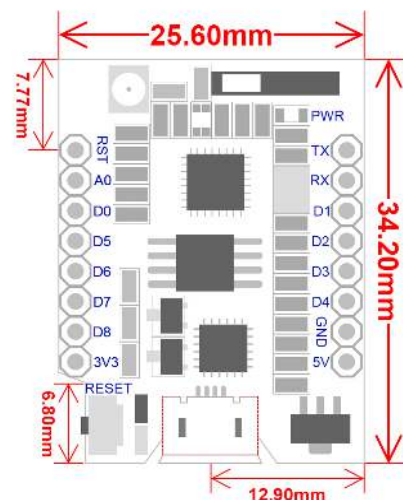 25.60mm
7.77mm
PWR
RST
TX
A0
RX
D0
D1
D5
D2
34.20mm
D6
D3
D7
D4
D8
GND
3V3
5V
RESET
6.80mm
12.90mm